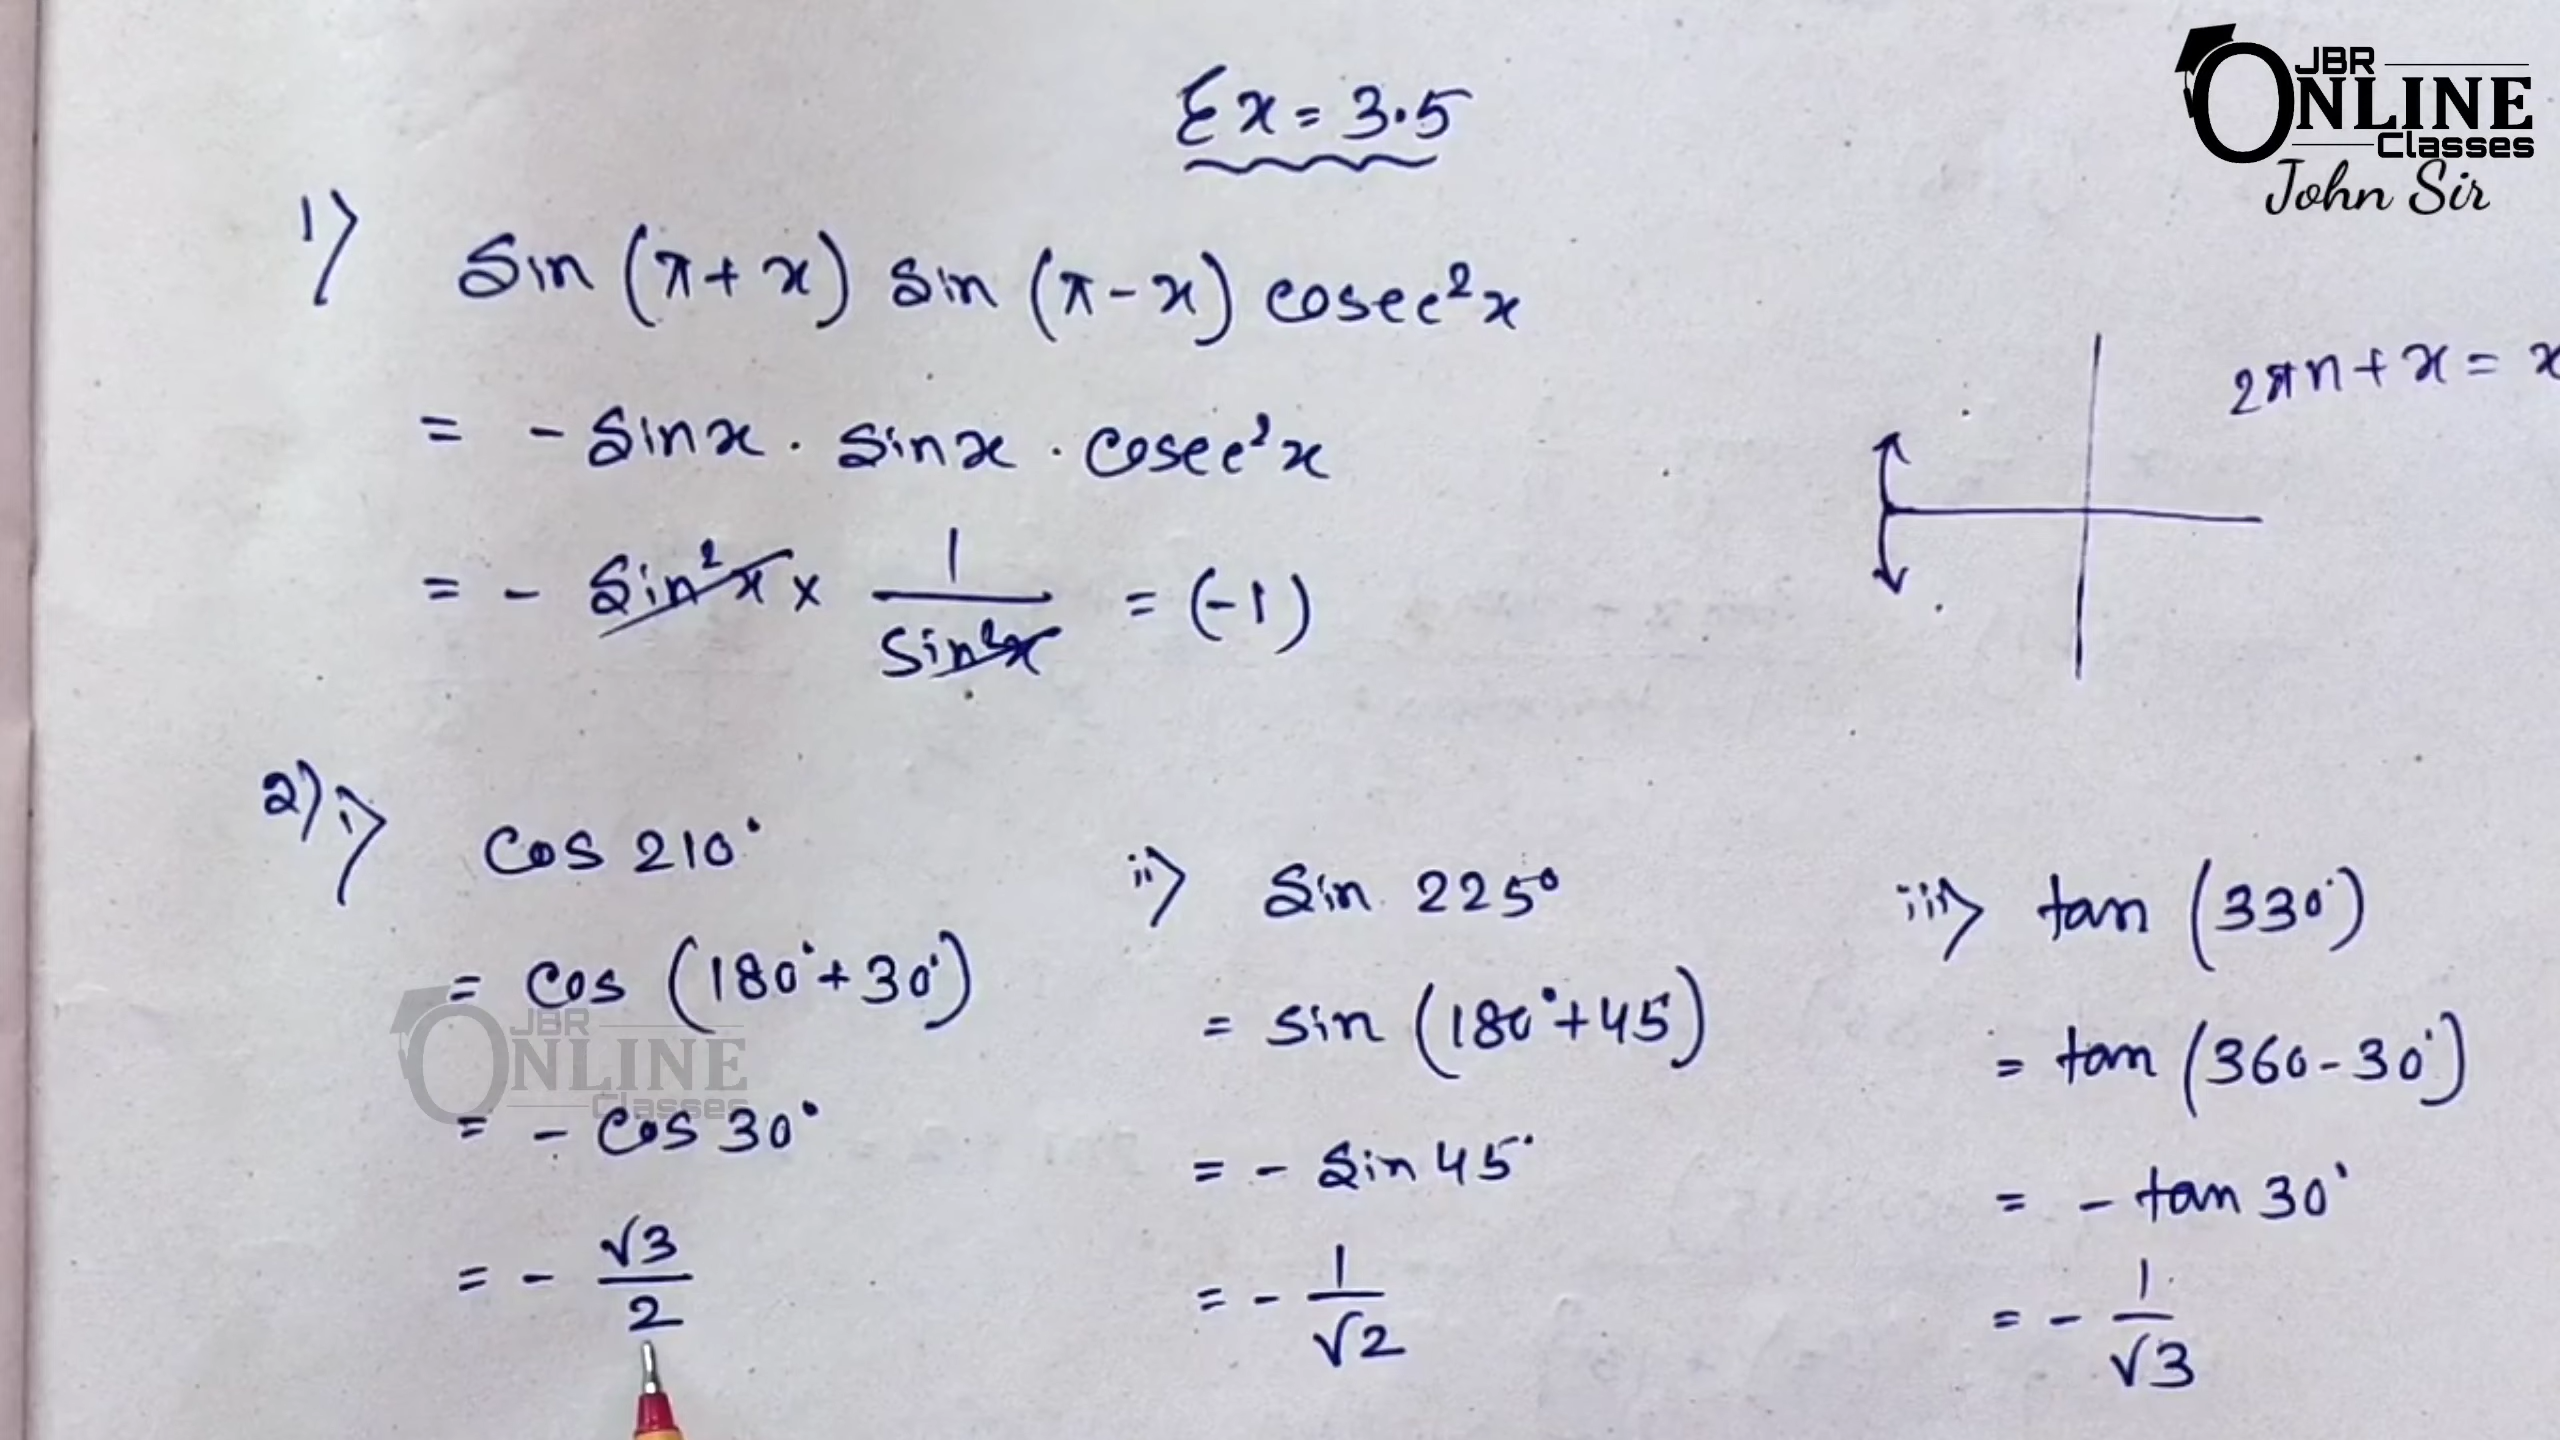 JBR
ONLINE
Classes
John Sir
Ex = 3.5
1) Sin (π + x) sin (π - x) cosec²x
= - Sinx . sinx . cosec²x
= - Sin²x × 1/sin²x = (-1)
2πn + x = x
2) i) Cos 210°
= cos (180° + 30°)
= - cos 30°
= - √3/2
ii) Sin 225°
= sin (180° + 45)
= - Sin 45°
= - 1/√2
iii) tan (330°)
= tan (360 - 30°)
= - tan 30°
= - 1/√3
JBR
ONLINE
Classes